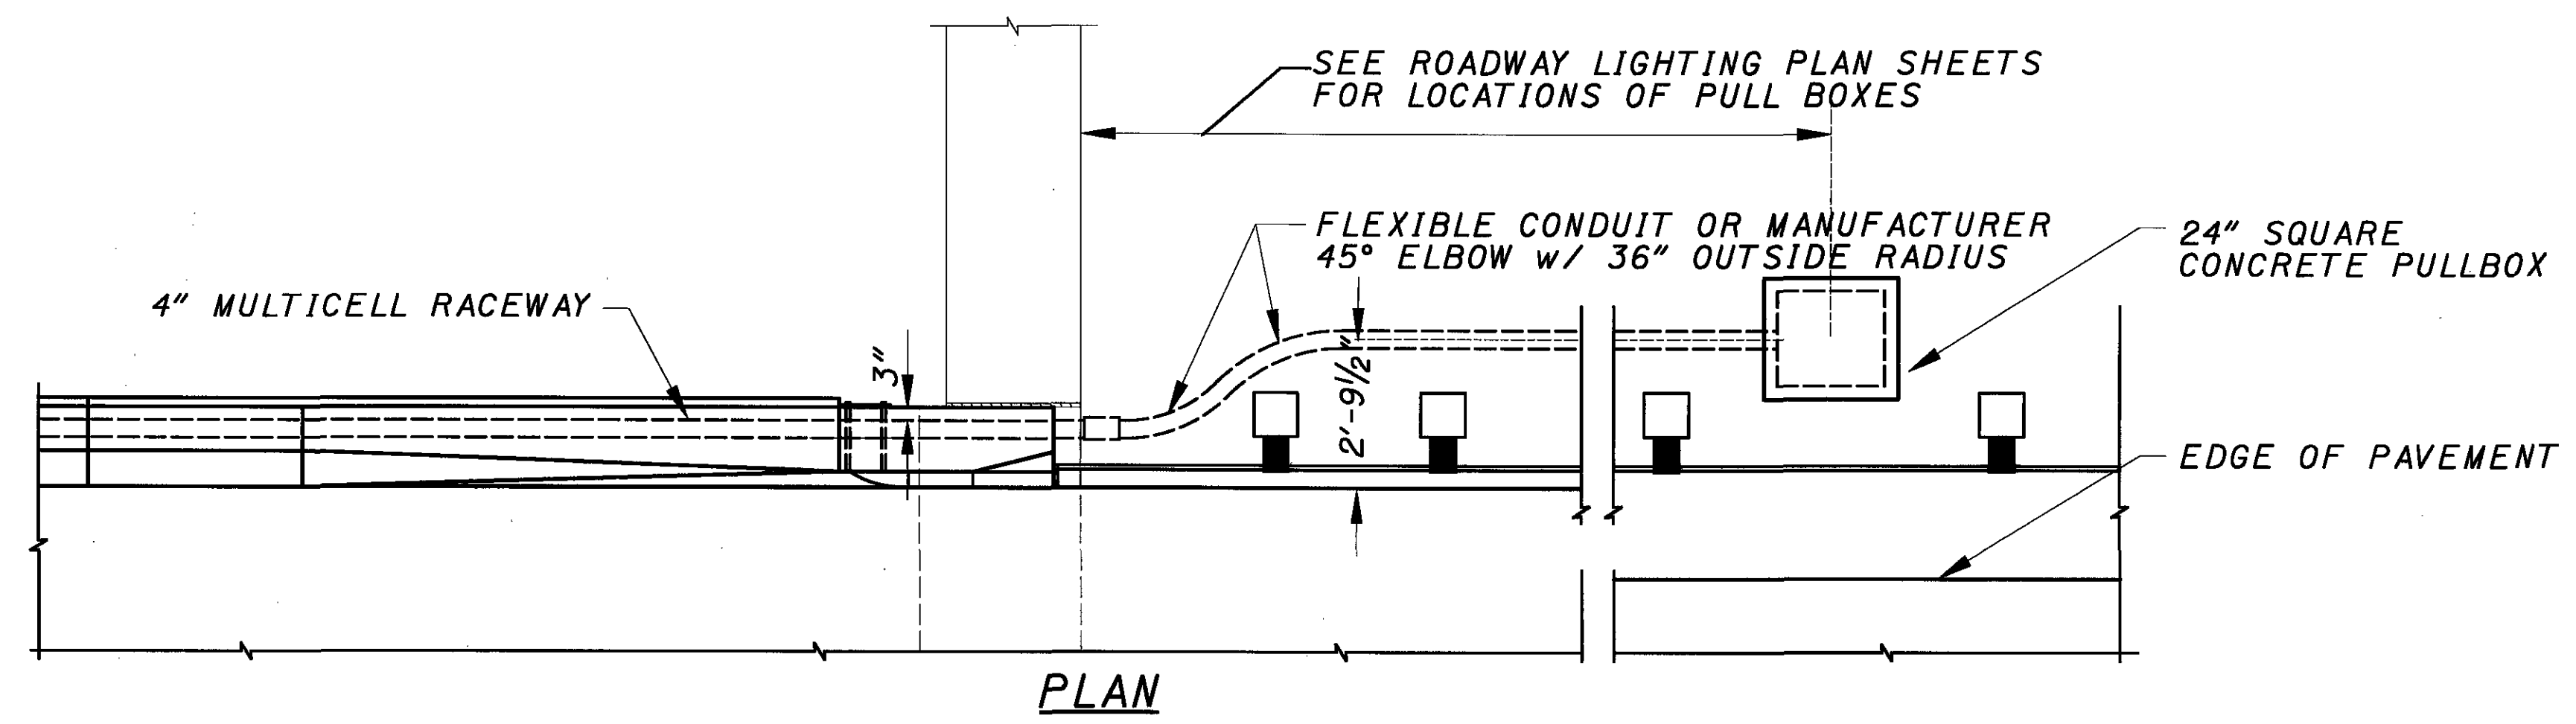 SEE ROADWAY LIGHTING PLAN SHEETS
FOR LOCATIONS OF PULL BOXES
FLEXIBLE CONDUIT OR MANUFACTURER
45° ELBOW w/ 36" OUTSIDE RADIUS
24" SQUARE
CONCRETE PULLBOX
4" MULTICELL RACEWAY
3"
2'-9½"
EDGE OF PAVEMENT
PLAN